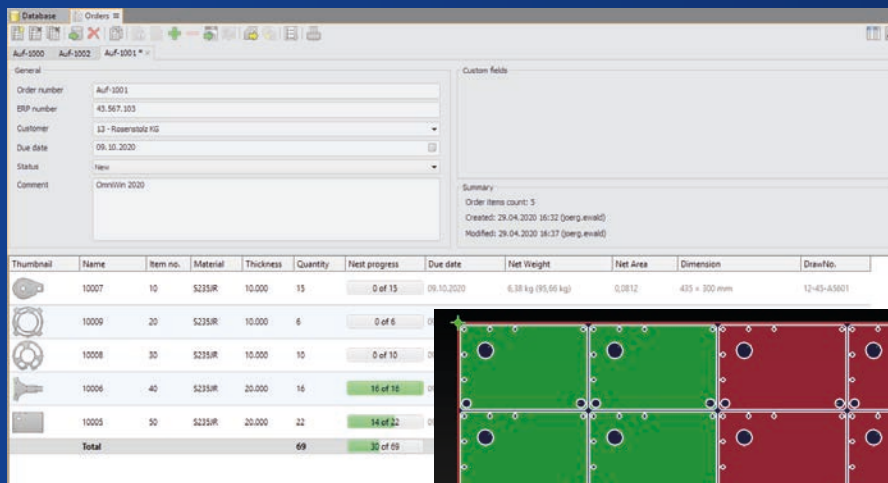 Database Orders
Auf-1000 Auf-1002 Auf-1001 *
General
Order number Auf-1001
ERP number 43.567.103
Customer 13 - Rosenstolz KG
Due date 09.10.2020
Status New
Comment OmniWin 2020
Custom fields
Summary
Order items count: 5
Created: 29.04.2020 16:32 (joerg.ewald)
Modified: 29.04.2020 16:37 (joerg.ewald)
Thumbnail Name Item no. Material Thickness Quantity Nest progress Due date Net Weight Net Area Dimension DrawNo.
10007 10 S235JR 10.000 15 0 of 15 09.10.2020 6,38 kg (95,66 kg) 0,0812 435 × 300 mm 12-45-A5601
10009 20 S235JR 10.000 6 0 of 6
10008 30 S235JR 10.000 10 0 of 10
10006 40 S235JR 20.000 16 16 of 16
10005 50 S235JR 20.000 22 14 of 22
Total 69 30 of 69